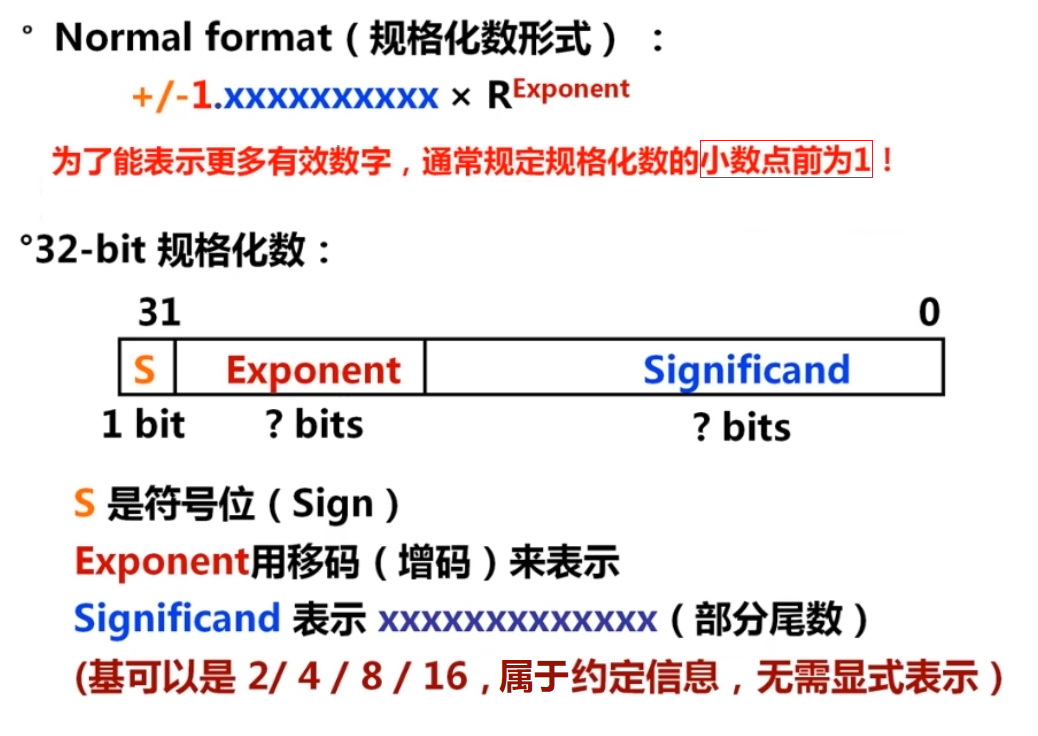 ° Normal format（规格化数形式）：
+/-1.xxxxxxxxxx × R^Exponent
为了能表示更多有效数字，通常规定规格化数的小数点前为1！
°32-bit 规格化数：
31 0
S Exponent Significand
1 bit ? bits ? bits
S 是符号位（Sign）
Exponent用移码（增码）来表示
Significand 表示 xxxxxxxxxxxxx（部分尾数）
(基可以是 2/ 4 / 8 / 16 , 属于约定信息，无需显式表示）